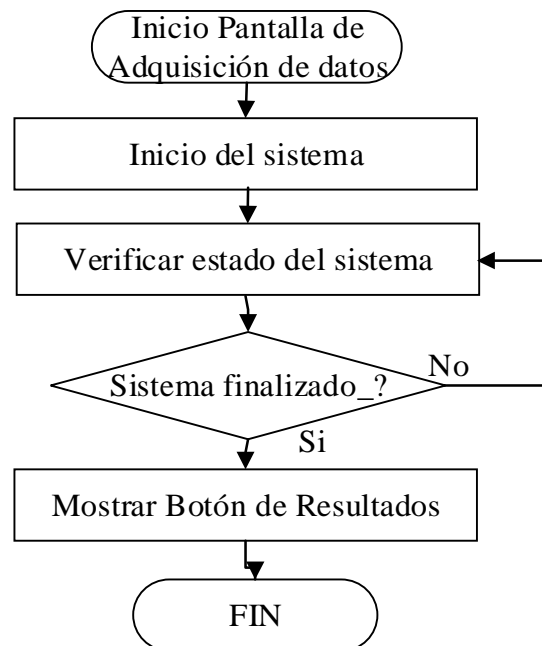 Inicio Pantalla de
Adquisición de datos
Inicio del sistema
Verificar estado del sistema
Sistema finalizado_?
No
Si
Mostrar Botón de Resultados
FIN